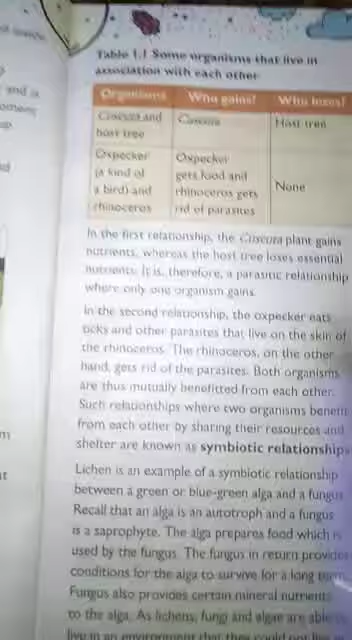 Table 1.1 Some organisms that live in
association with each other
Organisms Who gains? Who loses?
Cuscuta and Cuscuta Host tree
host tree
Oxpecker Oxpecker
(a kind of gets food and None
a bird) and rhinoceros gets
rhinoceros rid of parasites
In the first relationship, the Cuscuta plant gains
nutrients, whereas the host tree loses essential
nutrients. It is, therefore, a parasitic relationship
where only one organism gains.
In the second relationship, the oxpecker eats
ticks and other parasites that live on the skin of
the rhinoceros. The rhinoceros, on the other
hand, gets rid of the parasites. Both organisms
are thus mutually benefitted from each other.
Such relationships where two organisms benefit
from each other by sharing their resources and
shelter are known as symbiotic relationships
Lichen is an example of a symbiotic relationship
between a green or blue-green alga and a fungus.
Recall that an alga is an autotroph and a fungus
is a saprophyte. The alga prepares food which is
used by the fungus. The fungus in return provides
conditions for the alga to survive for a long term.
Fungus also provides certain mineral nutrients
to the alga. As lichens, fungi and algae are able to
live in an environment that they could not